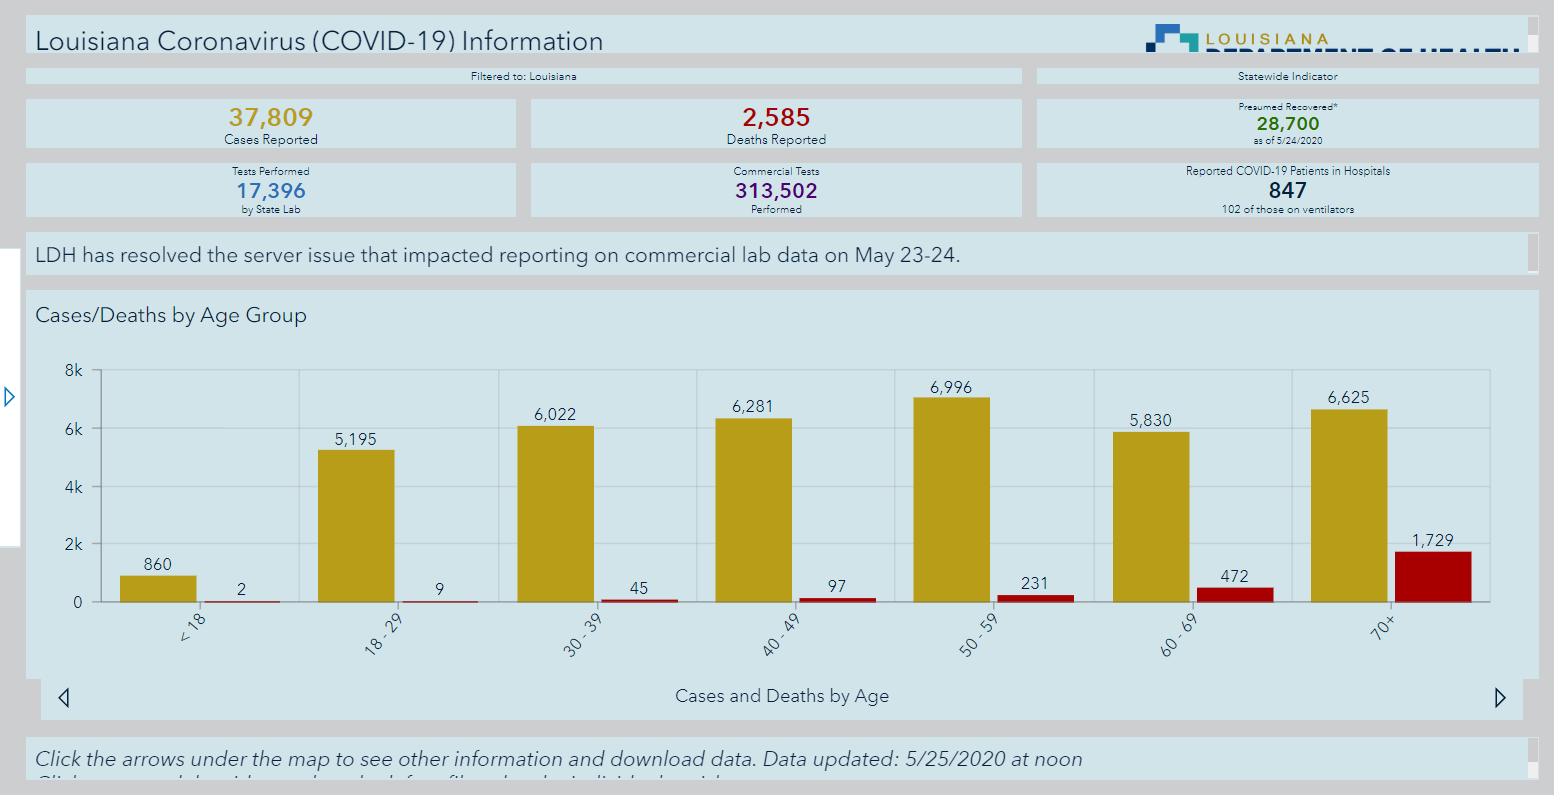 Louisiana Coronavirus (COVID-19) Information
LOUISIANA
DEPARTMENT OF HEALTH
Filtered to: Louisiana
Statewide Indicator
37,809
Cases Reported
2,585
Deaths Reported
Presumed Recovered*
28,700
as of 5/24/2020
Tests Performed
17,396
by State Lab
Commercial Tests
313,502
Performed
Reported COVID-19 Patients in Hospitals
847
102 of those on ventilators
LDH has resolved the server issue that impacted reporting on commercial lab data on May 23-24.
Cases/Deaths by Age Group
8k
6k
4k
2k
0
860
2
5,195
9
6,022
45
6,281
97
6,996
231
5,830
472
6,625
1,729
< 18
18 - 29
30 - 39
40 - 49
50 - 59
60 - 69
70+
Cases and Deaths by Age
Click the arrows under the map to see other information and download data. Data updated: 5/25/2020 at noon